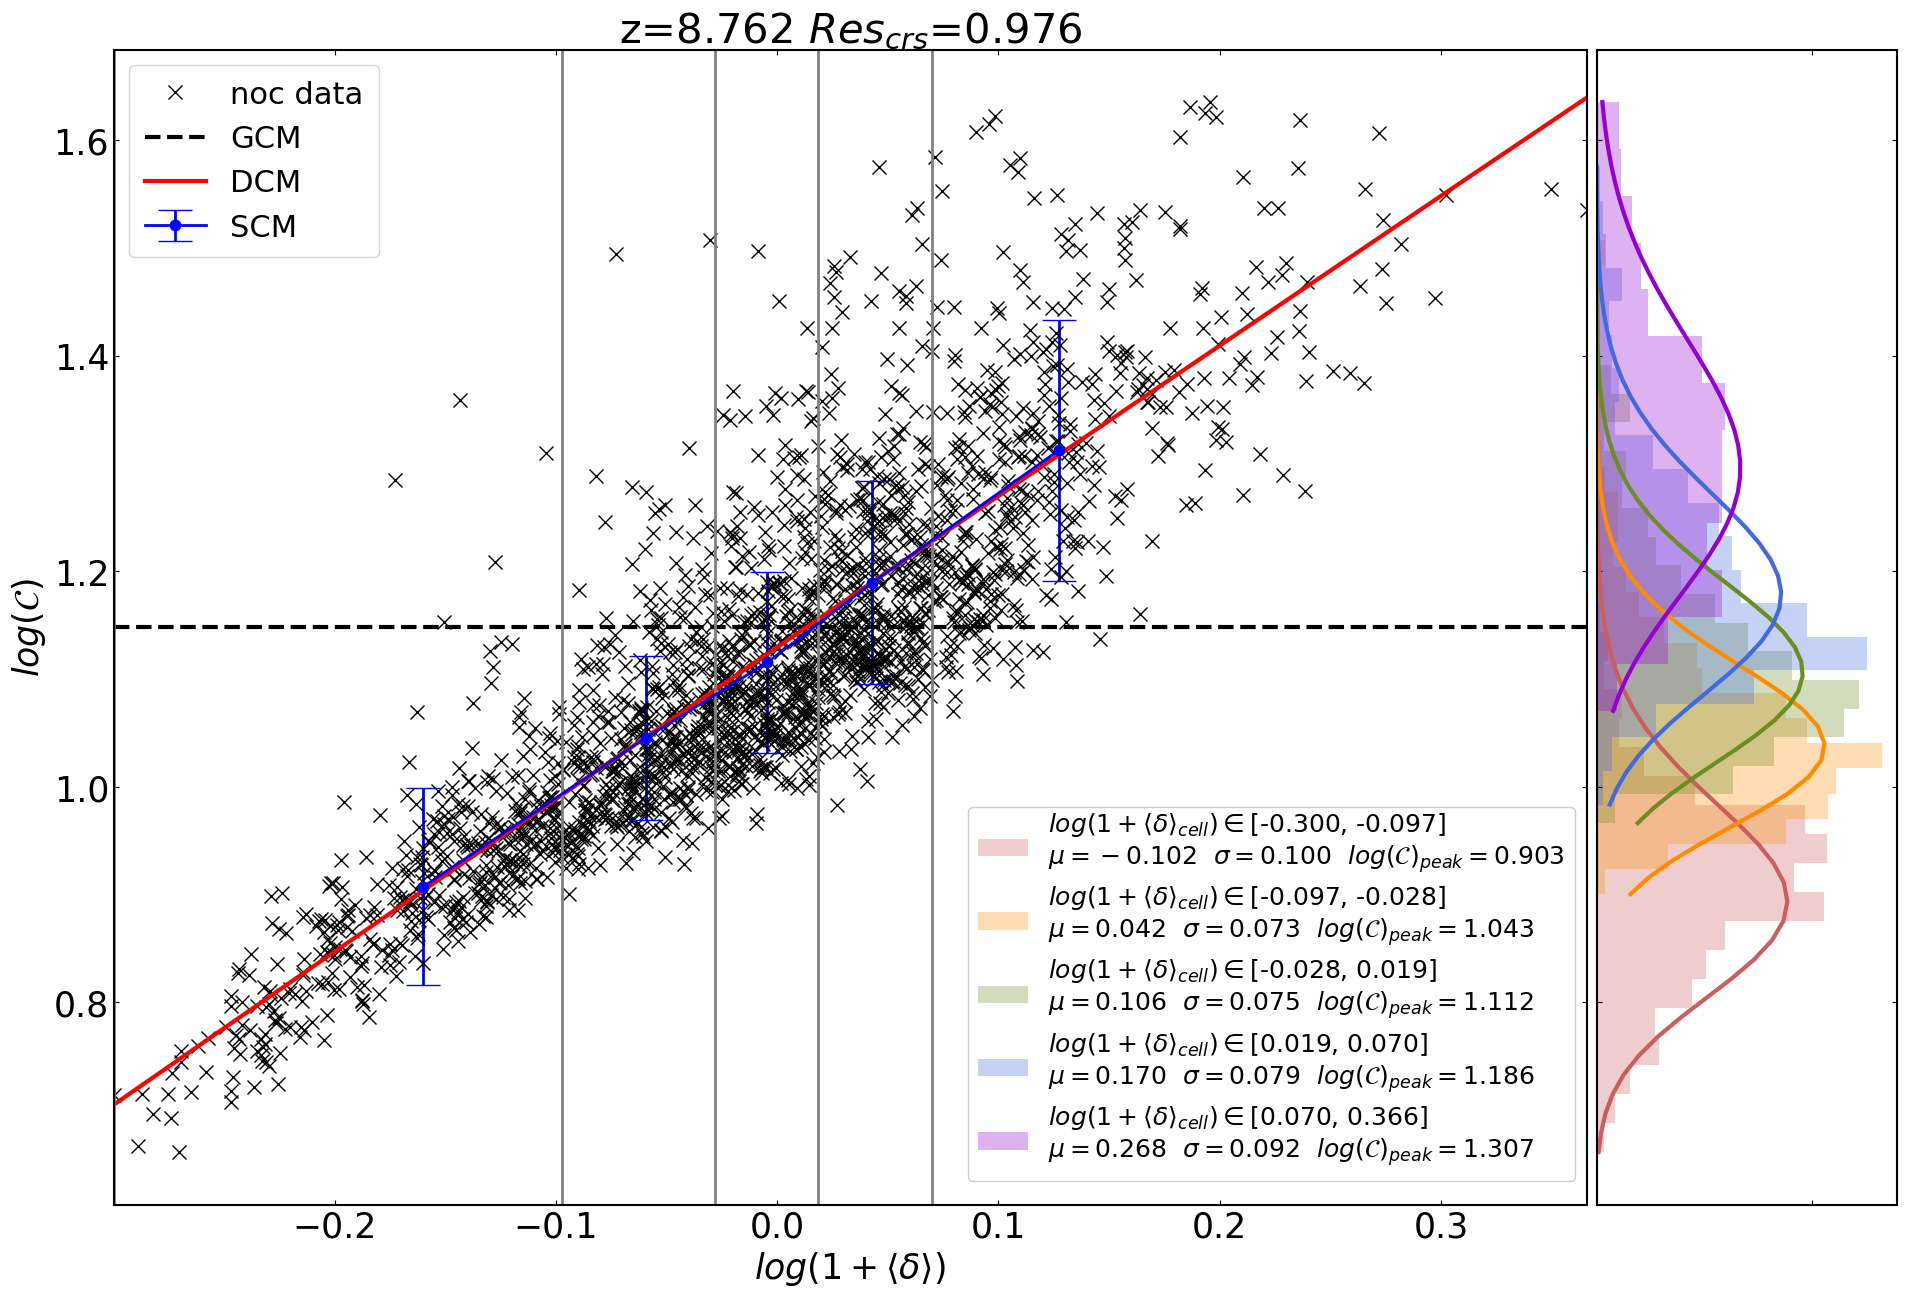 z=8.762 Res_crs=0.976
noc data
GCM
DCM
SCM
1.6
1.4
1.2
1.0
0.8
log(𝒞)
−0.2 −0.1 0.0 0.1 0.2 0.3
log(1 + ⟨δ⟩)
log(1 + ⟨δ⟩_cell) ∈ [-0.300, -0.097]
μ = −0.102 σ = 0.100 log(𝒞)_peak = 0.903
log(1 + ⟨δ⟩_cell) ∈ [-0.097, -0.028]
μ = 0.042 σ = 0.073 log(𝒞)_peak = 1.043
log(1 + ⟨δ⟩_cell) ∈ [-0.028, 0.019]
μ = 0.106 σ = 0.075 log(𝒞)_peak = 1.112
log(1 + ⟨δ⟩_cell) ∈ [0.019, 0.070]
μ = 0.170 σ = 0.079 log(𝒞)_peak = 1.186
log(1 + ⟨δ⟩_cell) ∈ [0.070, 0.366]
μ = 0.268 σ = 0.092 log(𝒞)_peak = 1.307